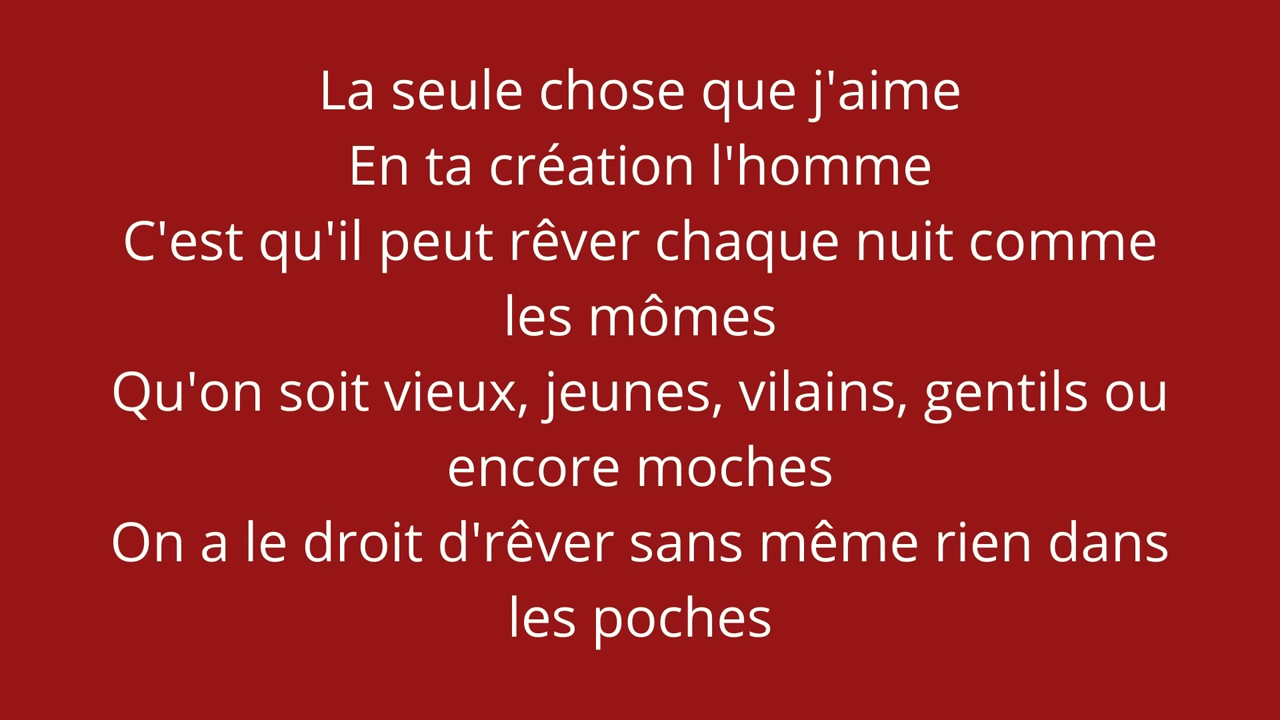 La seule chose que j'aime
En ta création l'homme
C'est qu'il peut rêver chaque nuit comme
les mômes
Qu'on soit vieux, jeunes, vilains, gentils ou
encore moches
On a le droit d'rêver sans même rien dans
les poches